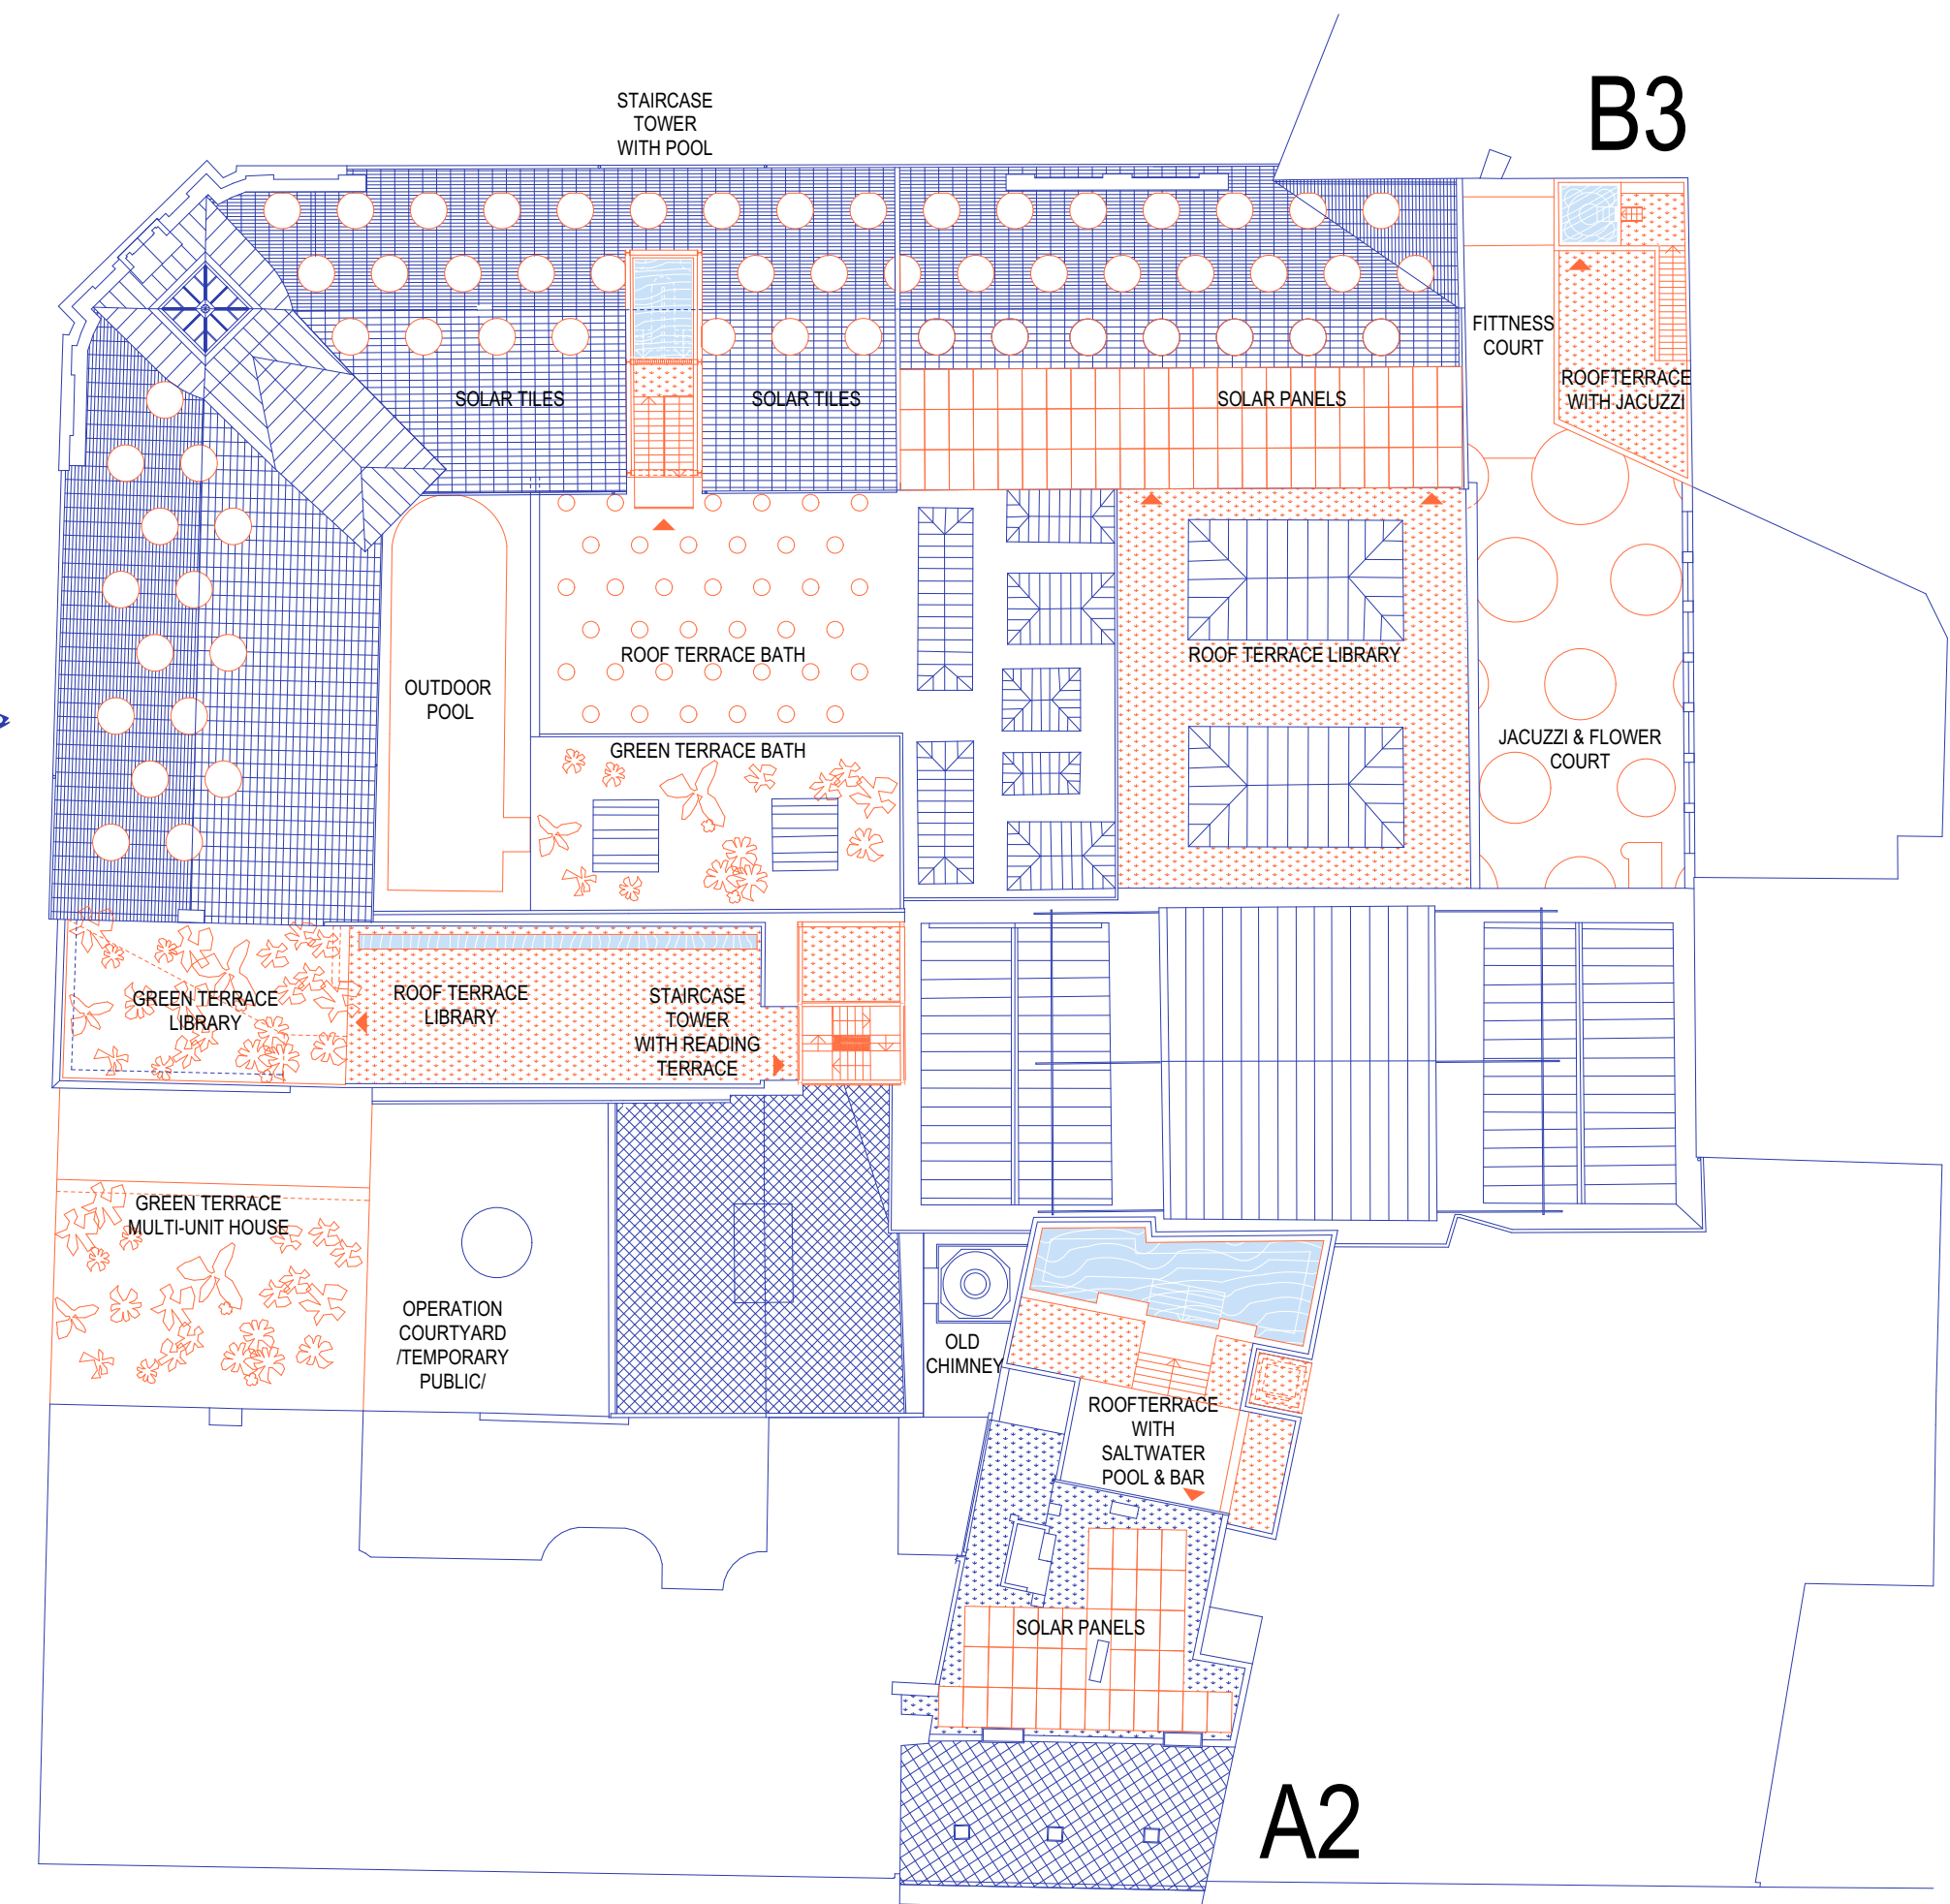 B3
STAIRCASE
TOWER
WITH POOL
FITTNESS
COURT
ROOFTERRACE
WITH JACUZZI
SOLAR TILES
SOLAR TILES
SOLAR PANELS
ROOF TERRACE BATH
ROOF TERRACE LIBRARY
OUTDOOR
POOL
GREEN TERRACE BATH
JACUZZI & FLOWER
COURT
GREEN TERRACE
LIBRARY
ROOF TERRACE
LIBRARY
STAIRCASE
TOWER
WITH READING
TERRACE
GREEN TERRACE
MULTI-UNIT HOUSE
OPERATION
COURTYARD
/TEMPORARY
PUBLIC/
OLD
CHIMNEY
ROOFTERRACE
WITH
SALTWATER
POOL & BAR
SOLAR PANELS
A2